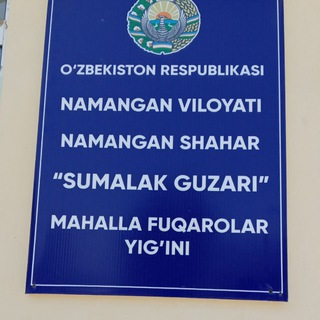 O‘ZBEKISTON RESPUBLIKASI
NAMANGAN VILOYATI
NAMANGAN SHAHAR
“SUMALAK GUZARI”
MAHALLA FUQAROLAR
YIG‘INI